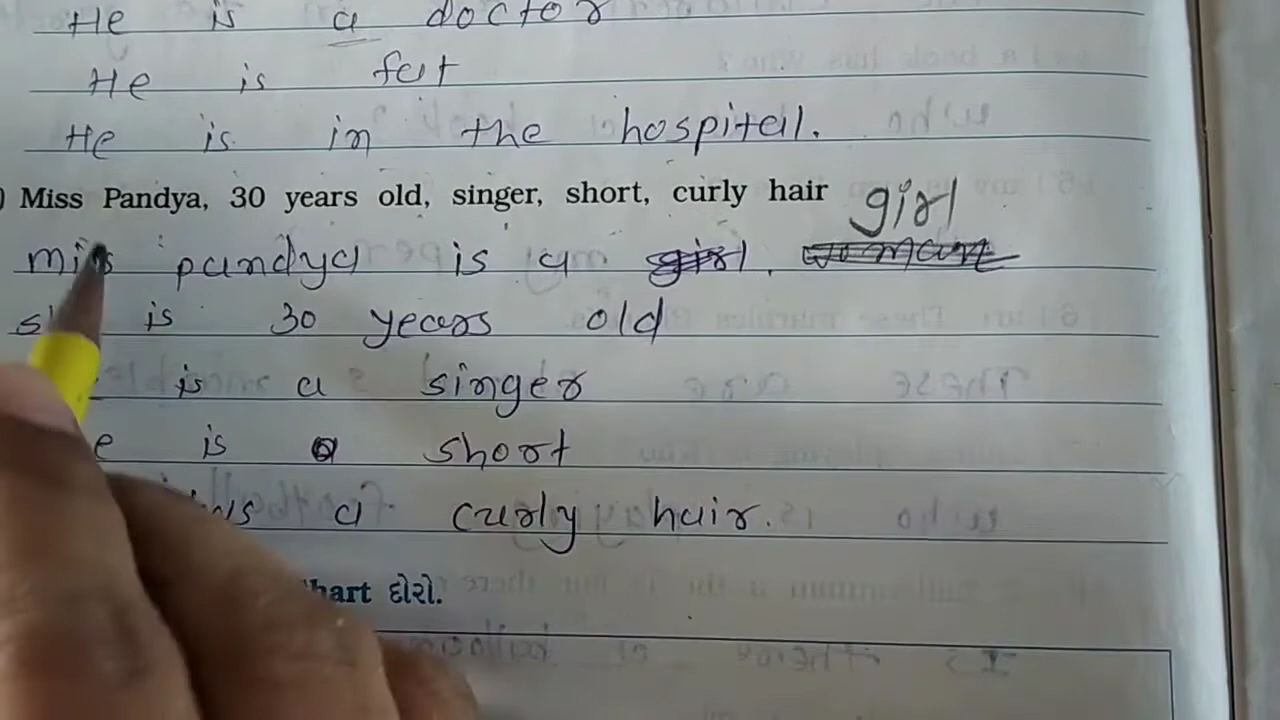 He is a doctor
He is fat
He is in the hospital.
) Miss Pandya, 30 years old, singer, short, curly hair girl
miss pandya is a girl.
is 30 years old
is a singer
e is a short
a curly hair.
hart દોરો.